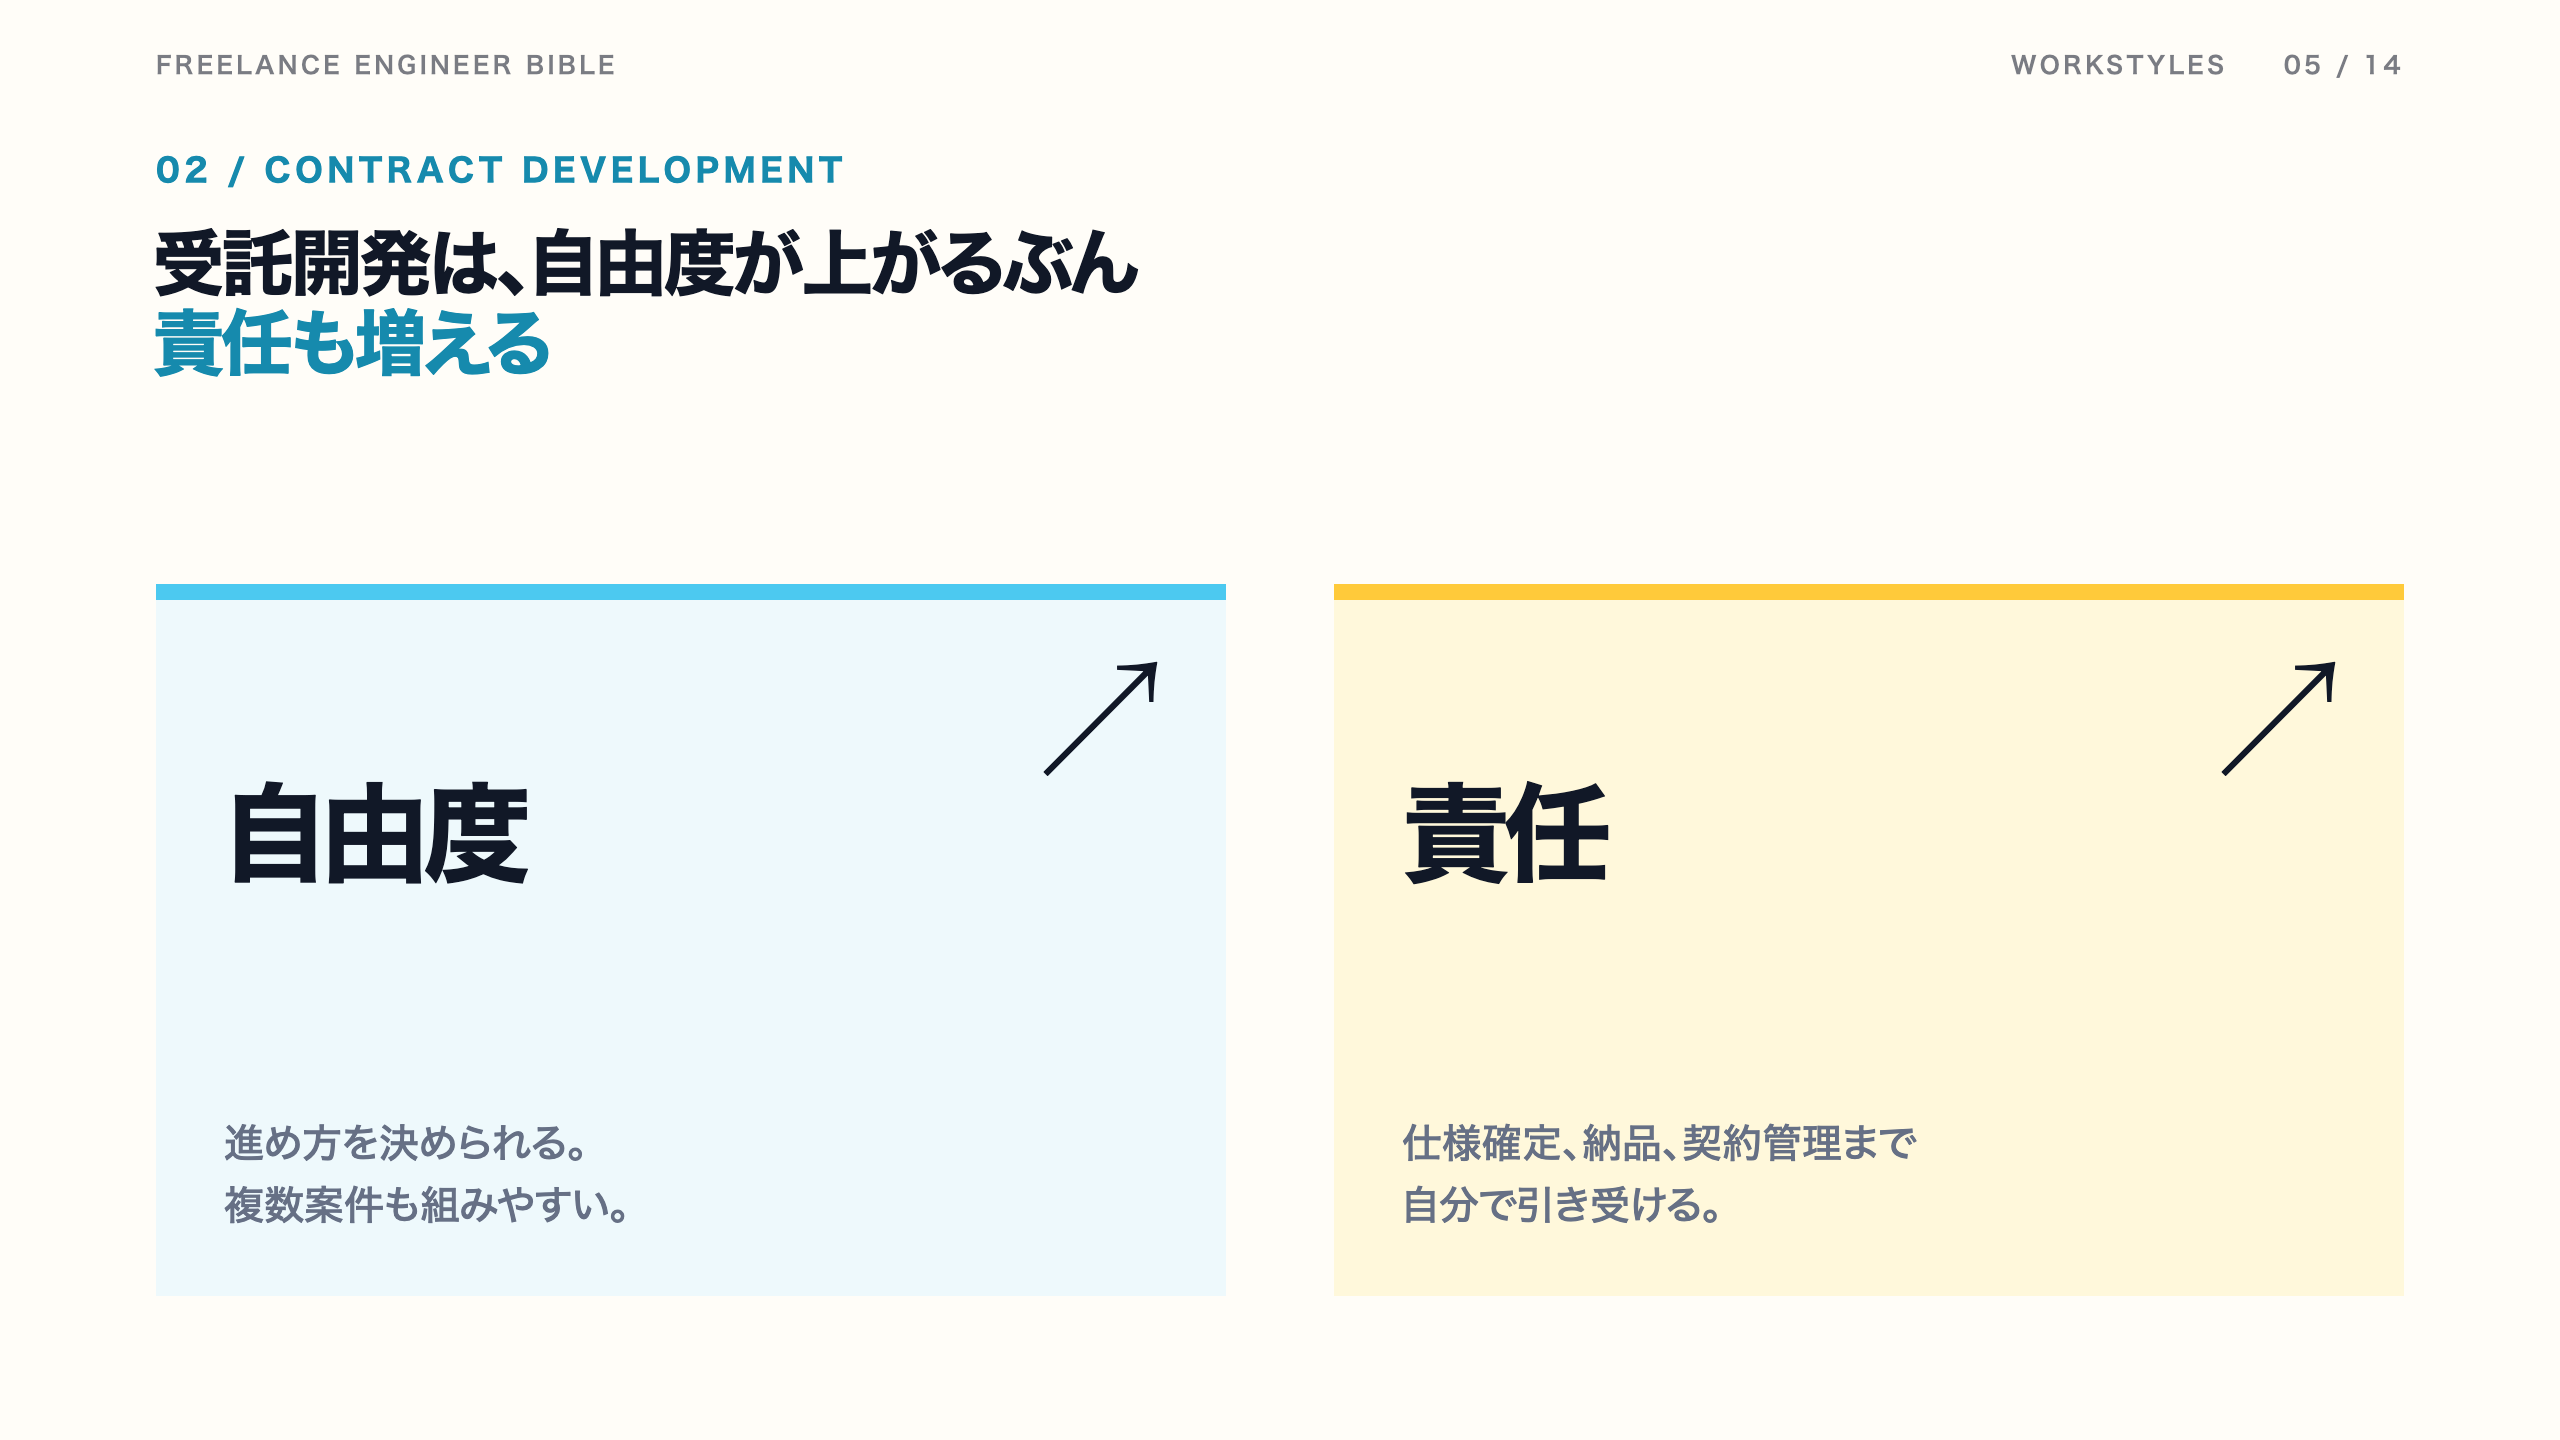 FREELANCE ENGINEER BIBLE
WORKSTYLES 05 / 14
02 / CONTRACT DEVELOPMENT
受託開発は、自由度が上がるぶん
責任も増える
自由度
進め方を決められる。
複数案件も組みやすい。
責任
仕様確定、納品、契約管理まで
自分で引き受ける。